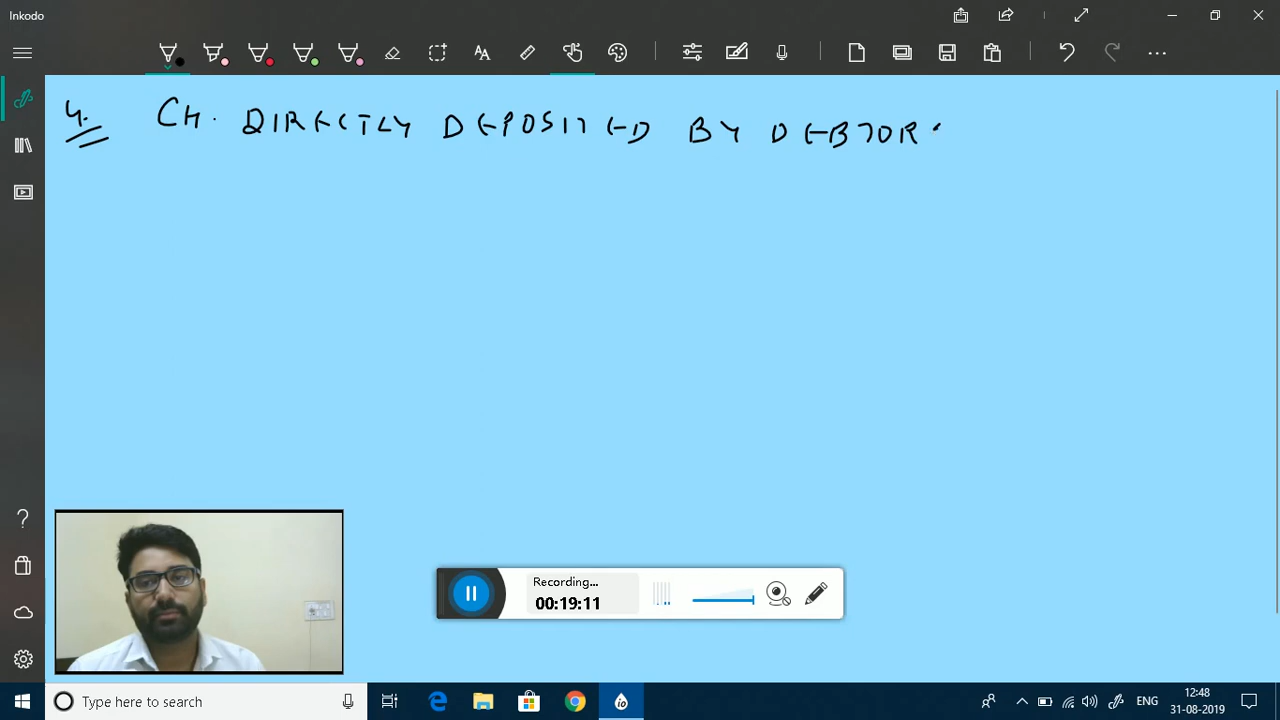 Inkodo
4. CH. DIRECTLY DEPOSITED BY DEBTOR.
Recording...
00:19:11
Type here to search
ENG
12:48
31-08-2019